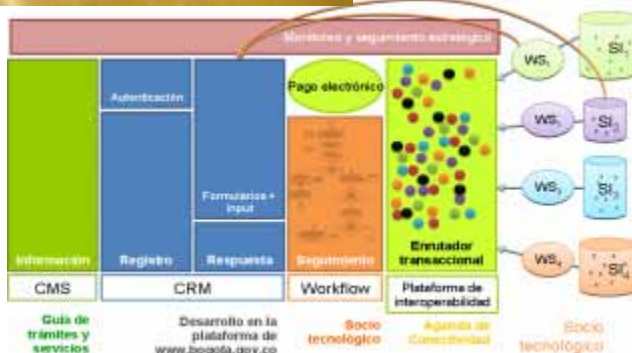 Monitoreo y seguimiento estratégico
Autenticación
Pago electrónico
Formularios +
input
Información
Registro
Respuesta
Seguimiento
Enrutador
transaccional
CMS
CRM
Workflow
Plataforma de
interoperabilidad
Guía de
trámites y
servicios
Desarrollo en la
plataforma de
www.bogota.gov.co
Socio
tecnológico
Agenda de
Conectividad
Socio
tecnológico
WS1
SI1
WS2
SI2
WS3
SI3
WS4
SI4